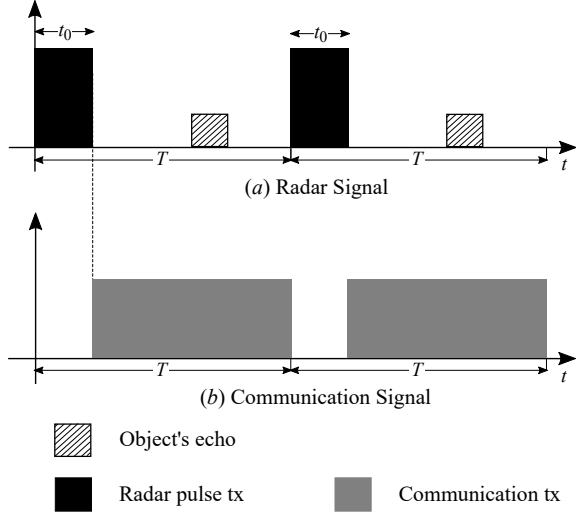 t0 t0
T T t
(a) Radar Signal
T T t
(b) Communication Signal
Object's echo
Radar pulse tx Communication tx